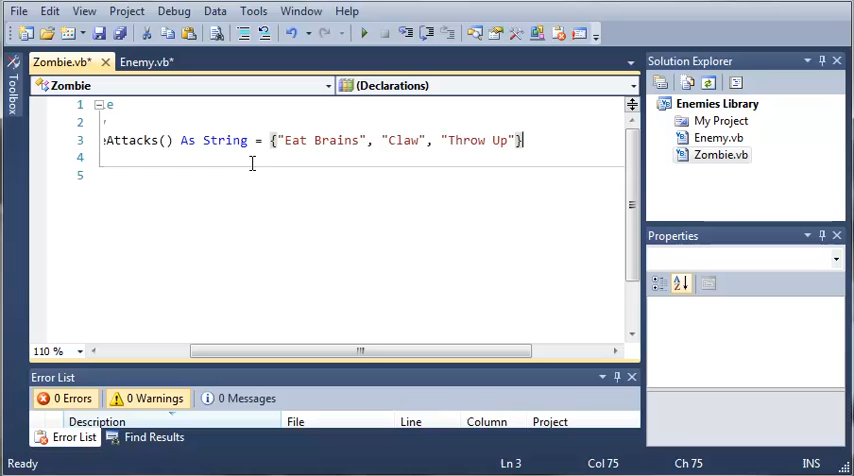 File Edit View Project Debug Data Tools Window Help
Zombie.vb* Enemy.vb*
Zombie (Declarations)
1 e
2
3 Attacks() As String = {"Eat Brains", "Claw", "Throw Up"}
4
5
110 %
Toolbox
Solution Explorer
Enemies Library
My Project
Enemy.vb
Zombie.vb
Properties
Error List
0 Errors 0 Warnings 0 Messages
Description File Line Column Project
Error List Find Results
Ready Ln 3 Col 75 Ch 75 INS